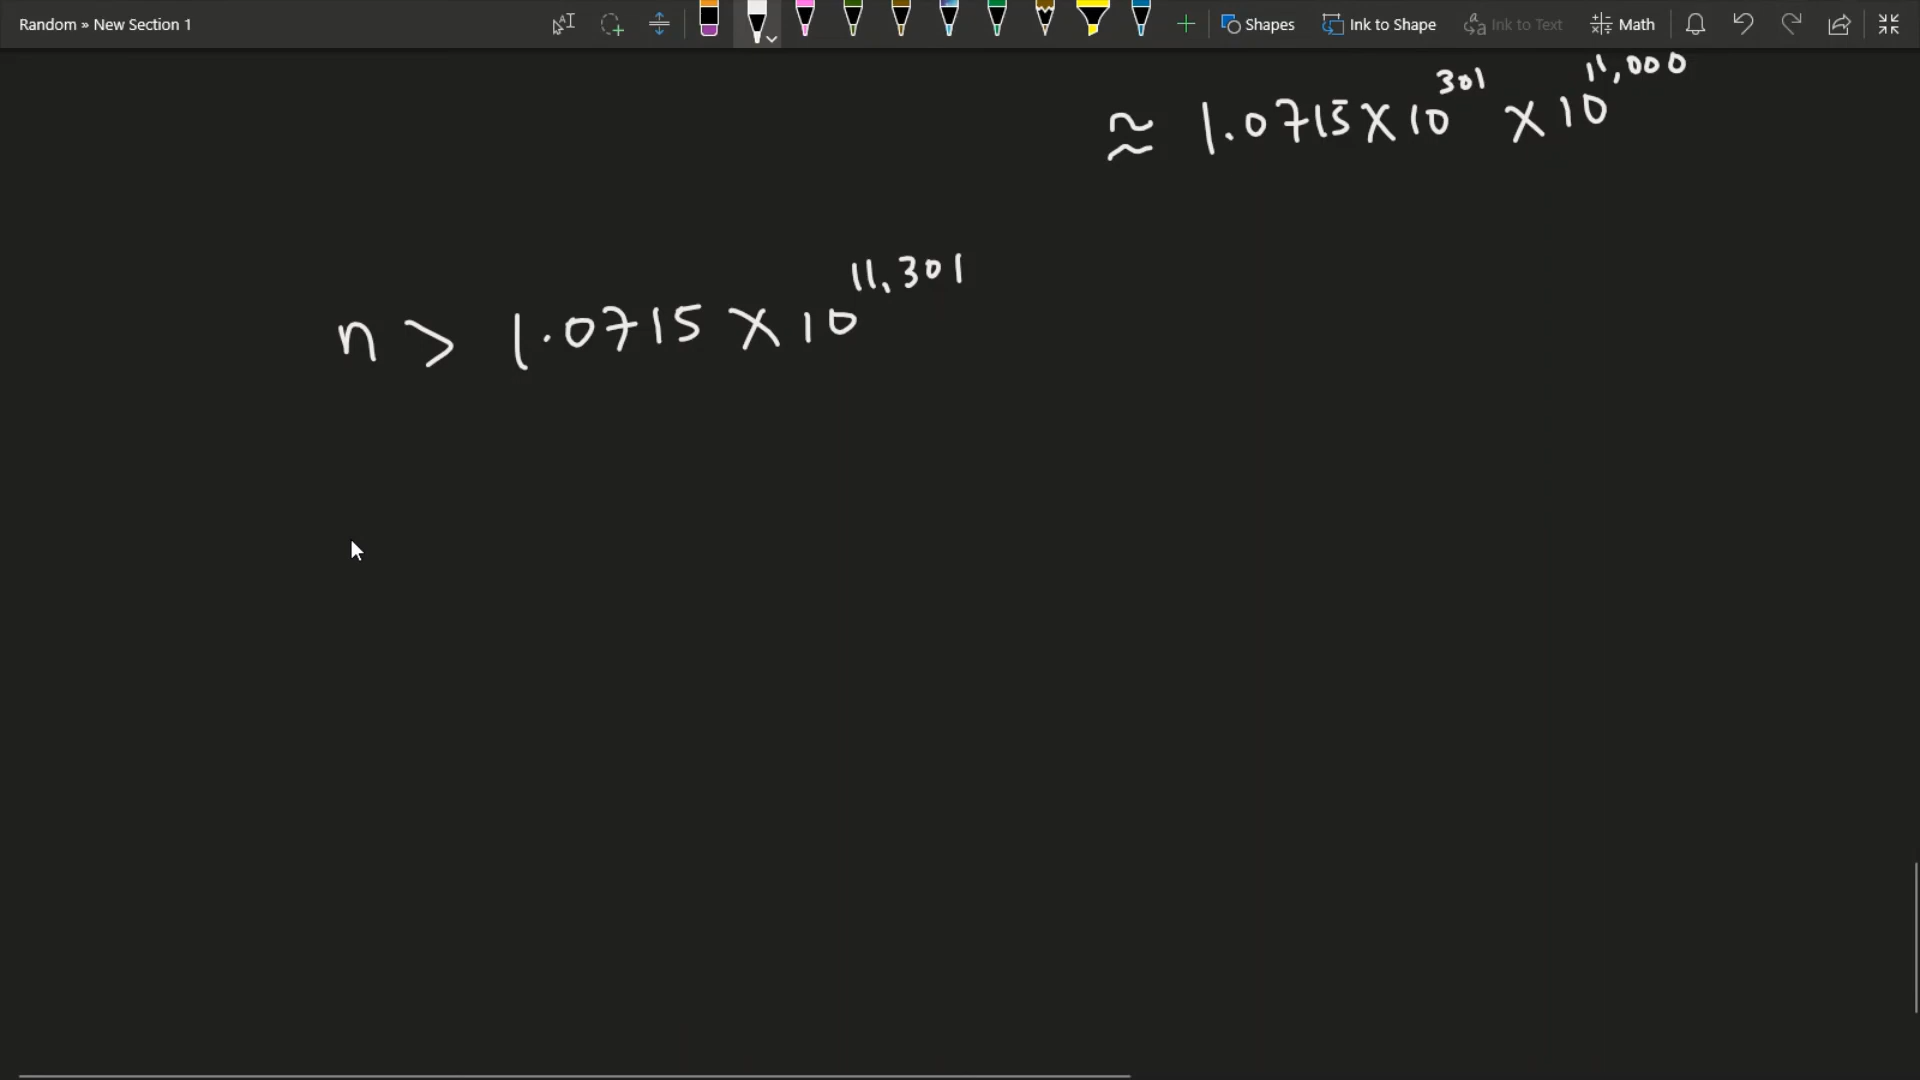 Random » New Section 1 Shapes Ink to Shape Ink to Text Math
≈ 1.0715 × 10^301 × 10^11,000
n > 1.0715 × 10^11,301